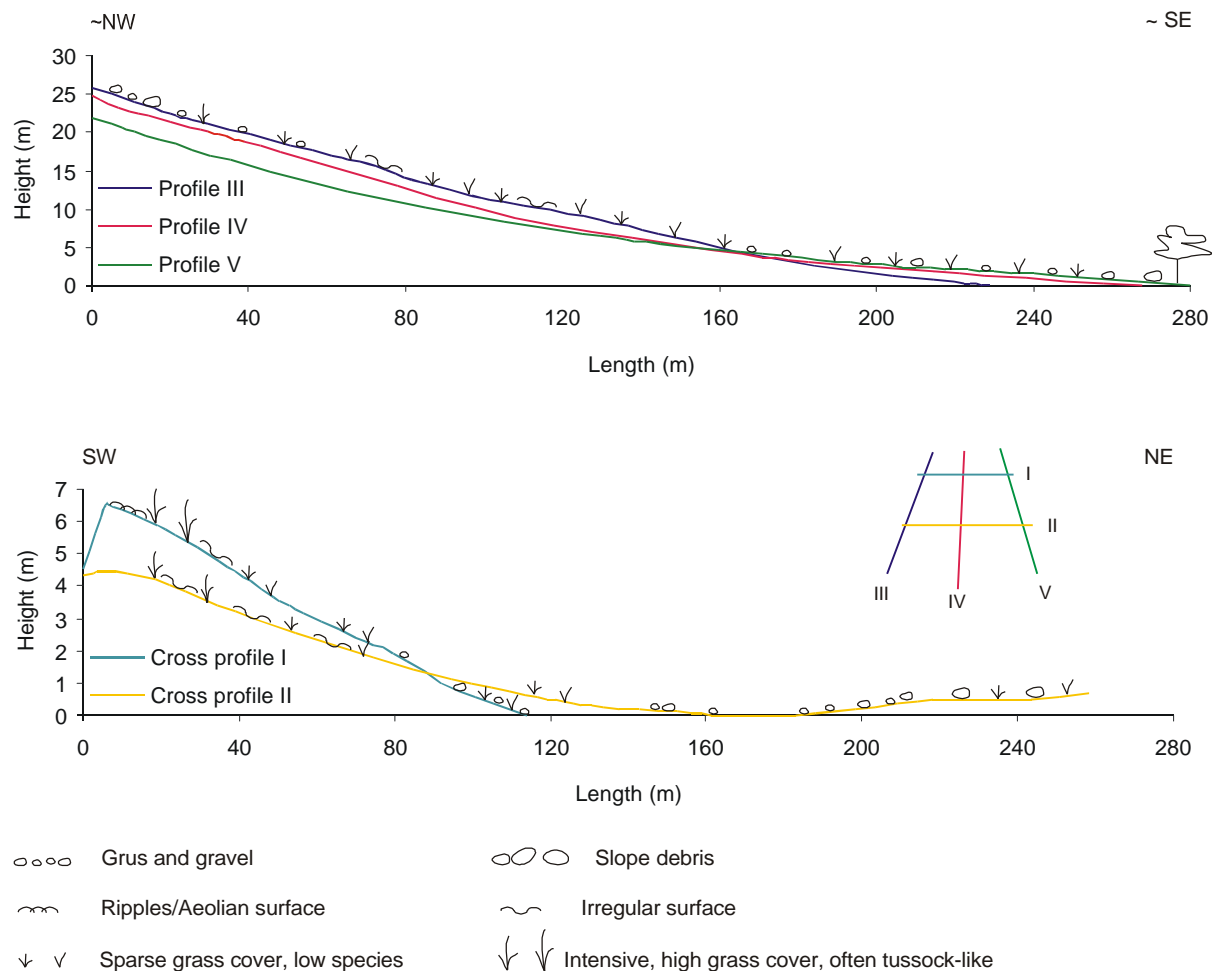 ~NW
~ SE
30
25
20
15
10
5
0
Height (m)
Profile III
Profile IV
Profile V
0 40 80 120 160 200 240 280
Length (m)
SW
NE
7
6
5
4
3
2
1
0
Height (m)
Cross profile I
Cross profile II
I
II
III
IV
V
0 40 80 120 160 200 240 280
Length (m)
Grus and gravel
Slope debris
Ripples/Aeolian surface
Irregular surface
Sparse grass cover, low species
Intensive, high grass cover, often tussock-like